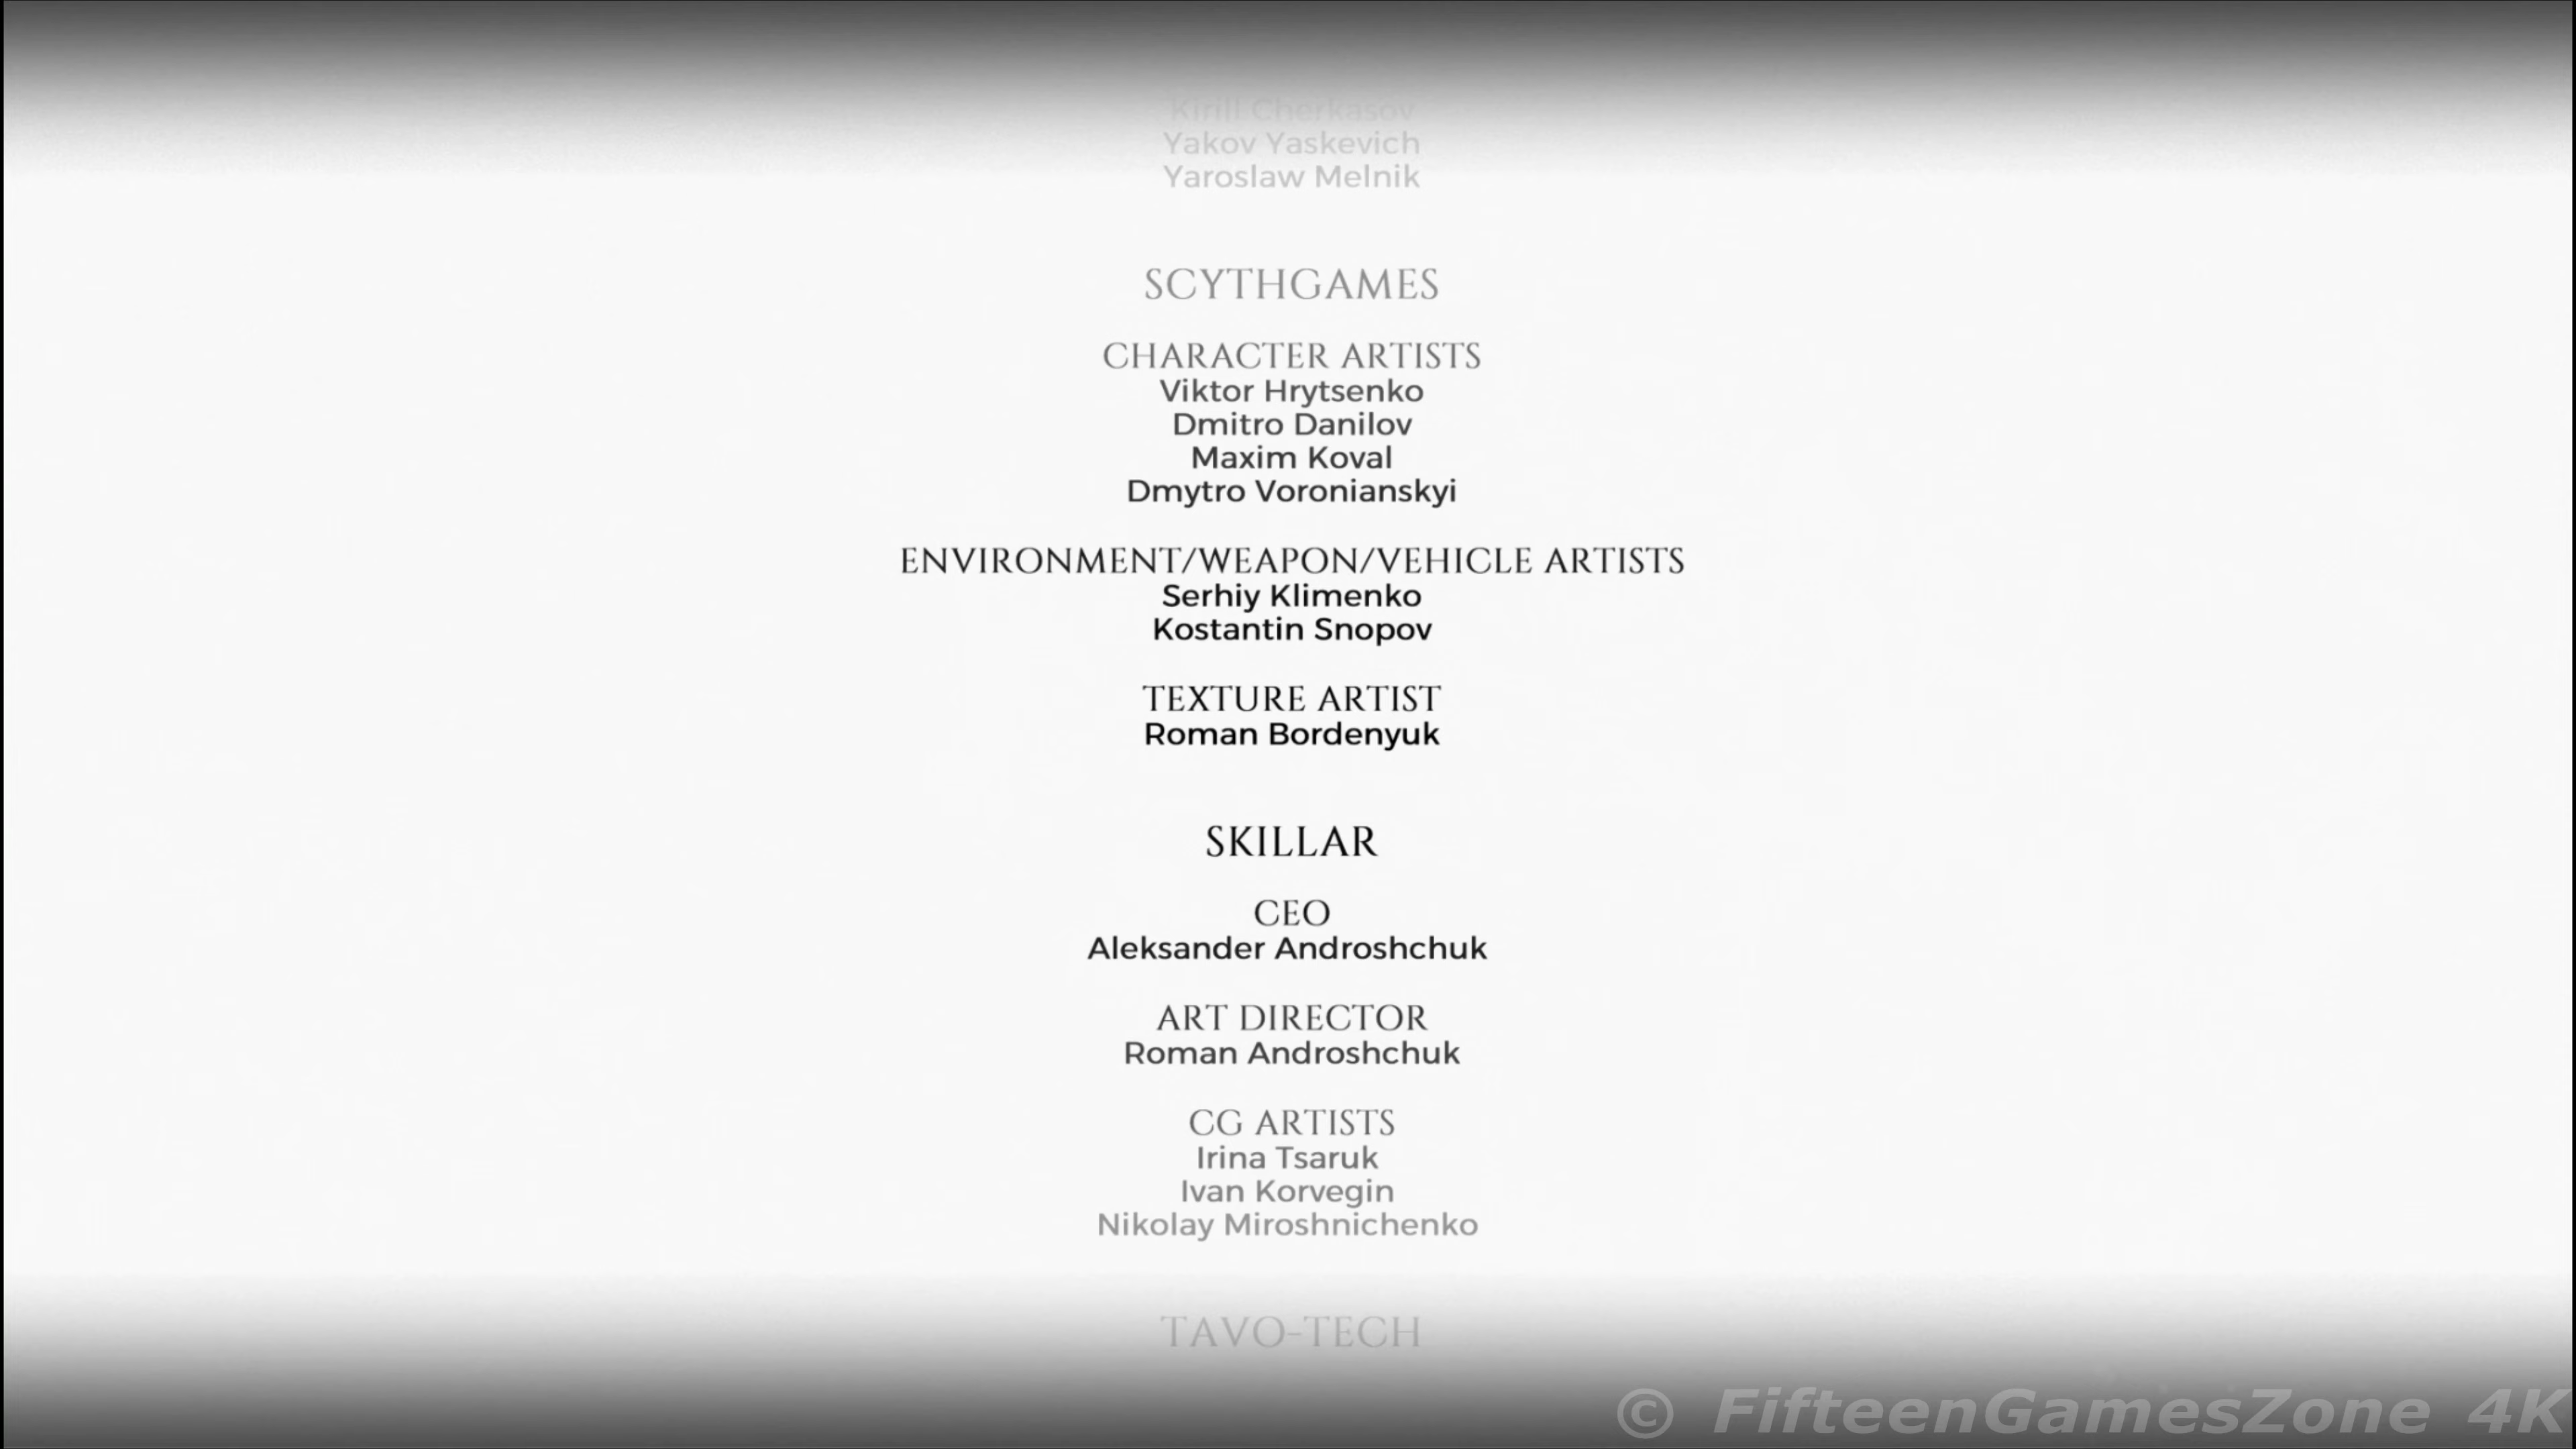 Kirill Cherkasov
Yakov Yaskevich
Yaroslaw Melnik
SCYTHGAMES
CHARACTER ARTISTS
Viktor Hrytsenko
Dmitro Danilov
Maxim Koval
Dmytro Voronianskyi
ENVIRONMENT/WEAPON/VEHICLE ARTISTS
Serhiy Klimenko
Kostantin Snopov
TEXTURE ARTIST
Roman Bordenyuk
SKILLAR
CEO
Aleksander Androshchuk
ART DIRECTOR
Roman Androshchuk
CG ARTISTS
Irina Tsaruk
Ivan Korvegin
Nikolay Miroshnichenko
TAVO-TECH
© FifteenGamesZone 4K